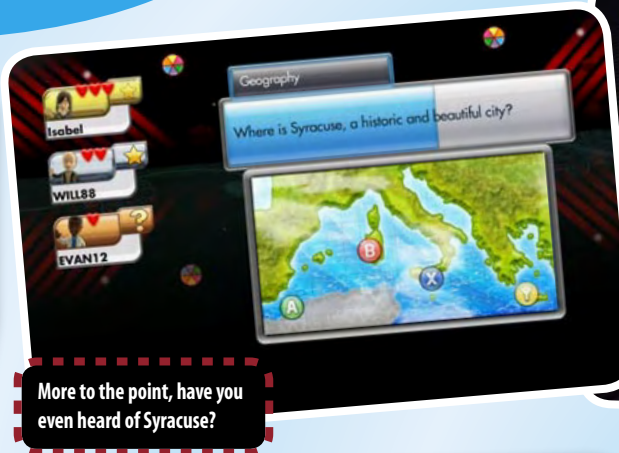 Geography
Where is Syracuse, a historic and beautiful city?
Isabel
WILL88
?
EVAN12
B
X
A
Y
More to the point, have you
even heard of Syracuse?